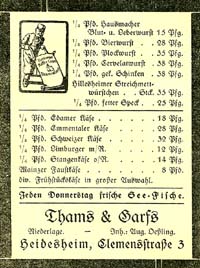 ¼ Pfd. Hausmacher
Blut- u. Leberwurst 15 Pfg.
¼ Pfd. Bierwurst . . 28 Pfg.
¼ Pfd. Plockwurst . . 35 Pfg.
¼ Pfd. Cervelatwurst . 38 Pfg.
¼ Pfd. gek. Schinken . 38 Pfg.
Hildesheimer Streichmett-
würstchen . . Stk. 35 Pfg.
¼ Pfd. fetter Speck . . 25 Pfg.
¼ Pfd. Edamer Käse . . . . . 18 Pfg.
¼ Pfd. Emmentaler Käse . . . . 28 Pfg.
¼ Pfd. Schweizer Käse . . . . 32 Pfg.
¼ Pfd. Limburger m/R. . . . . 12 Pfg.
¼ Pfd. Stangenkäse o/R. . . . . 14 Pfg.
Mainzer Faustkäse . . . . . 8 Pfg.
div. Frühstückskäse in großer Auswahl.
Jeden Donnerstag frische See-Fische.
Thams & Garfs
Niederlage. — Inh.: Aug. Oeßling.
Heidesheim, Clemensstraße 3